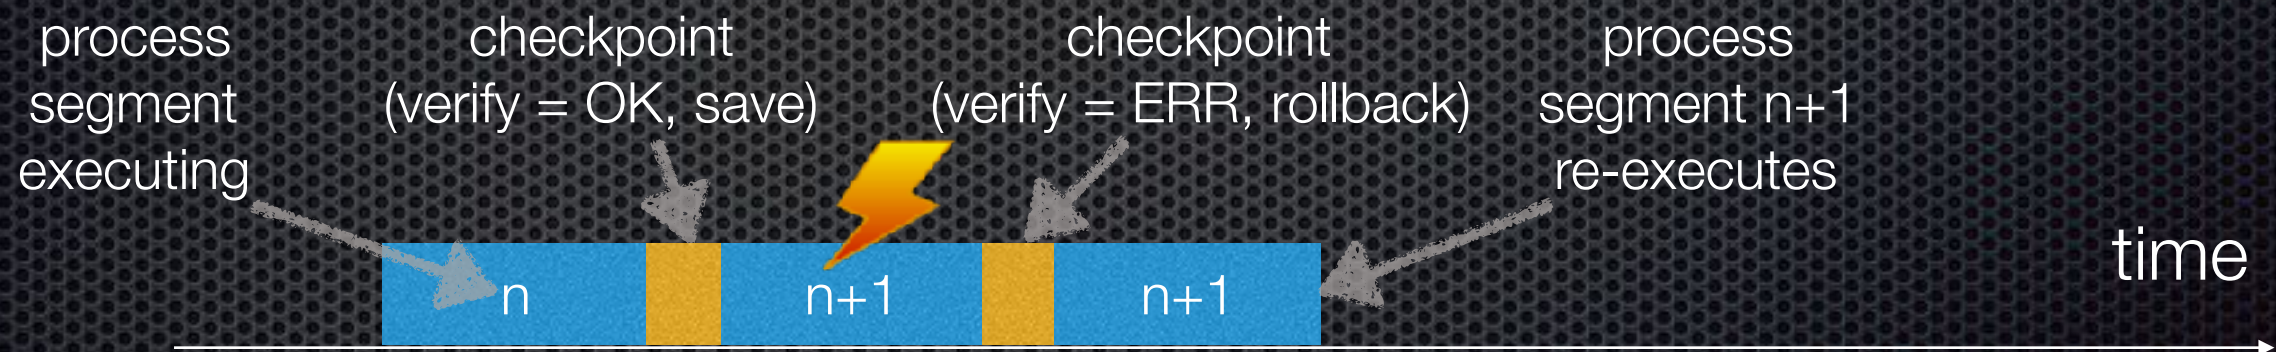 process
segment
executing
checkpoint
(verify = OK, save)
checkpoint
(verify = ERR, rollback)
process
segment n+1
re-executes
time
n
n+1
n+1